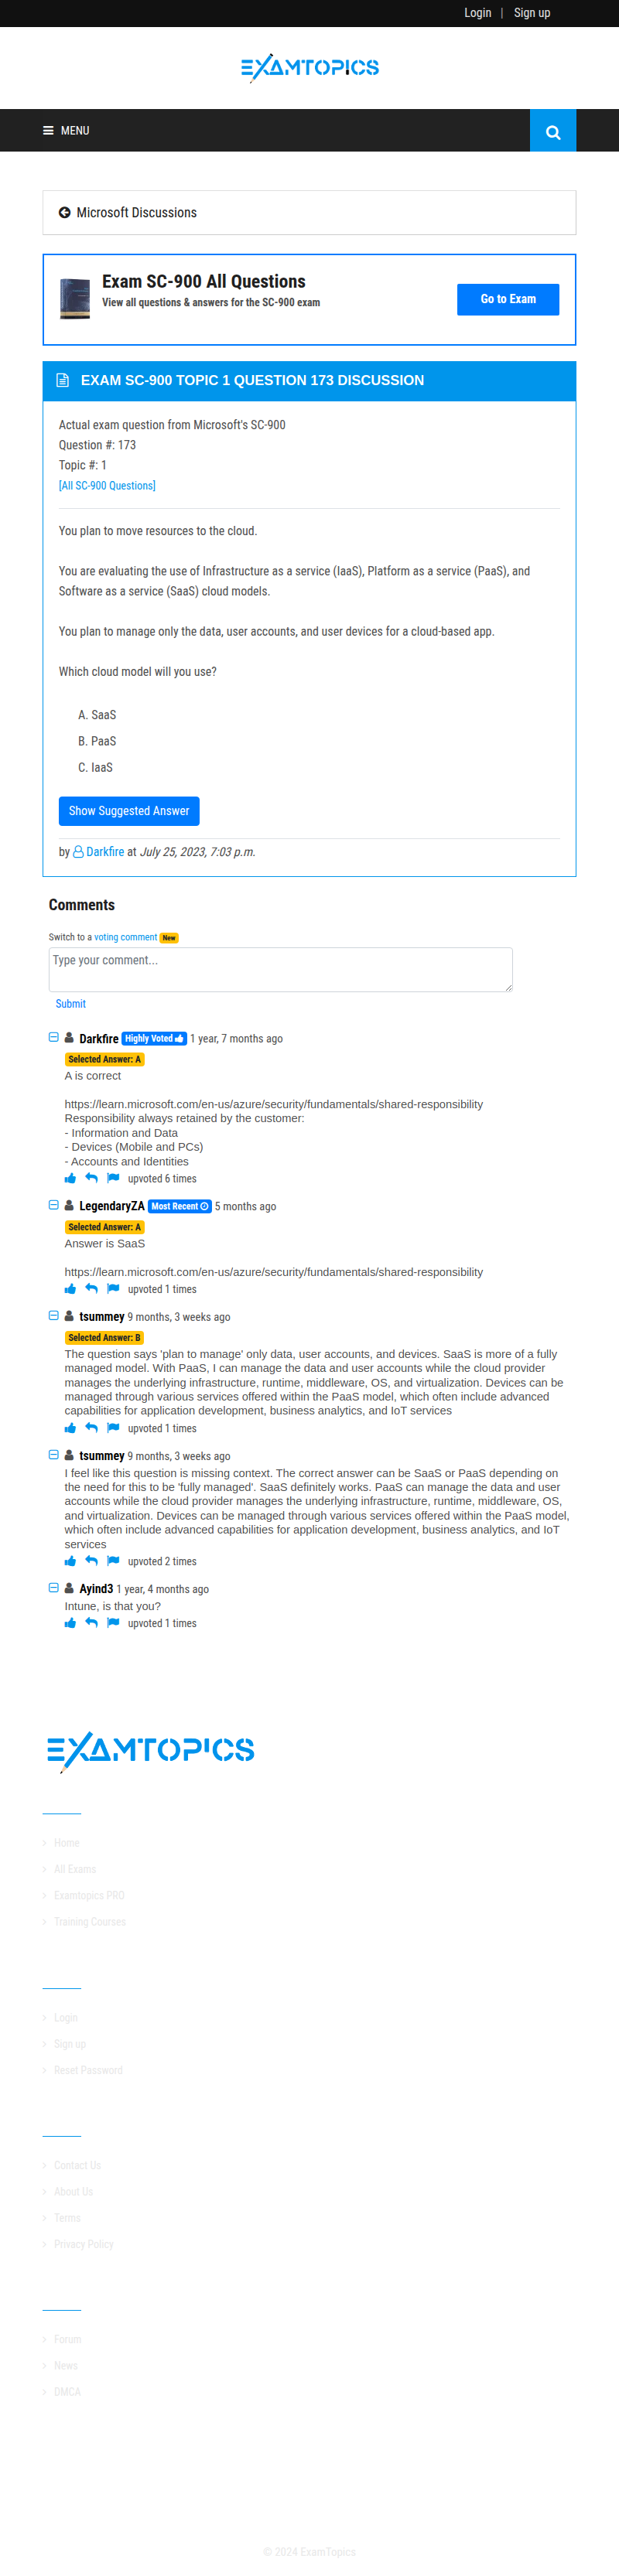 Login | Sign up
EXAMTOPICS
MENU
Microsoft Discussions
Exam SC-900 All Questions
View all questions & answers for the SC-900 exam
Go to Exam
EXAM SC-900 TOPIC 1 QUESTION 173 DISCUSSION
Actual exam question from Microsoft's SC-900
Question #: 173
Topic #: 1
[All SC-900 Questions]
You plan to move resources to the cloud.
You are evaluating the use of Infrastructure as a service (IaaS), Platform as a service (PaaS), and
Software as a service (SaaS) cloud models.
You plan to manage only the data, user accounts, and user devices for a cloud-based app.
Which cloud model will you use?
A. SaaS
B. PaaS
C. IaaS
Show Suggested Answer
by Darkfire at July 25, 2023, 7:03 p.m.
Comments
Switch to a voting comment New
Type your comment...
Submit
Darkfire Highly Voted 1 year, 7 months ago
Selected Answer: A
A is correct
https://learn.microsoft.com/en-us/azure/security/fundamentals/shared-responsibility
Responsibility always retained by the customer:
- Information and Data
- Devices (Mobile and PCs)
- Accounts and Identities
upvoted 6 times
LegendaryZA Most Recent 5 months ago
Selected Answer: A
Answer is SaaS
https://learn.microsoft.com/en-us/azure/security/fundamentals/shared-responsibility
upvoted 1 times
tsummey 9 months, 3 weeks ago
Selected Answer: B
The question says 'plan to manage' only data, user accounts, and devices. SaaS is more of a fully
managed model. With PaaS, I can manage the data and user accounts while the cloud provider
manages the underlying infrastructure, runtime, middleware, OS, and virtualization. Devices can be
managed through various services offered within the PaaS model, which often include advanced
capabilities for application development, business analytics, and IoT services
upvoted 1 times
tsummey 9 months, 3 weeks ago
I feel like this question is missing context. The correct answer can be SaaS or PaaS depending on
the need for this to be 'fully managed'. SaaS definitely works. PaaS can manage the data and user
accounts while the cloud provider manages the underlying infrastructure, runtime, middleware, OS,
and virtualization. Devices can be managed through various services offered within the PaaS model,
which often include advanced capabilities for application development, business analytics, and IoT
services
upvoted 2 times
Ayind3 1 year, 4 months ago
Intune, is that you?
upvoted 1 times
EXAMTOPICS
Home
All Exams
Examtopics PRO
Training Courses
Login
Sign up
Reset Password
Contact Us
About Us
Terms
Privacy Policy
Forum
News
DMCA
© 2024 ExamTopics